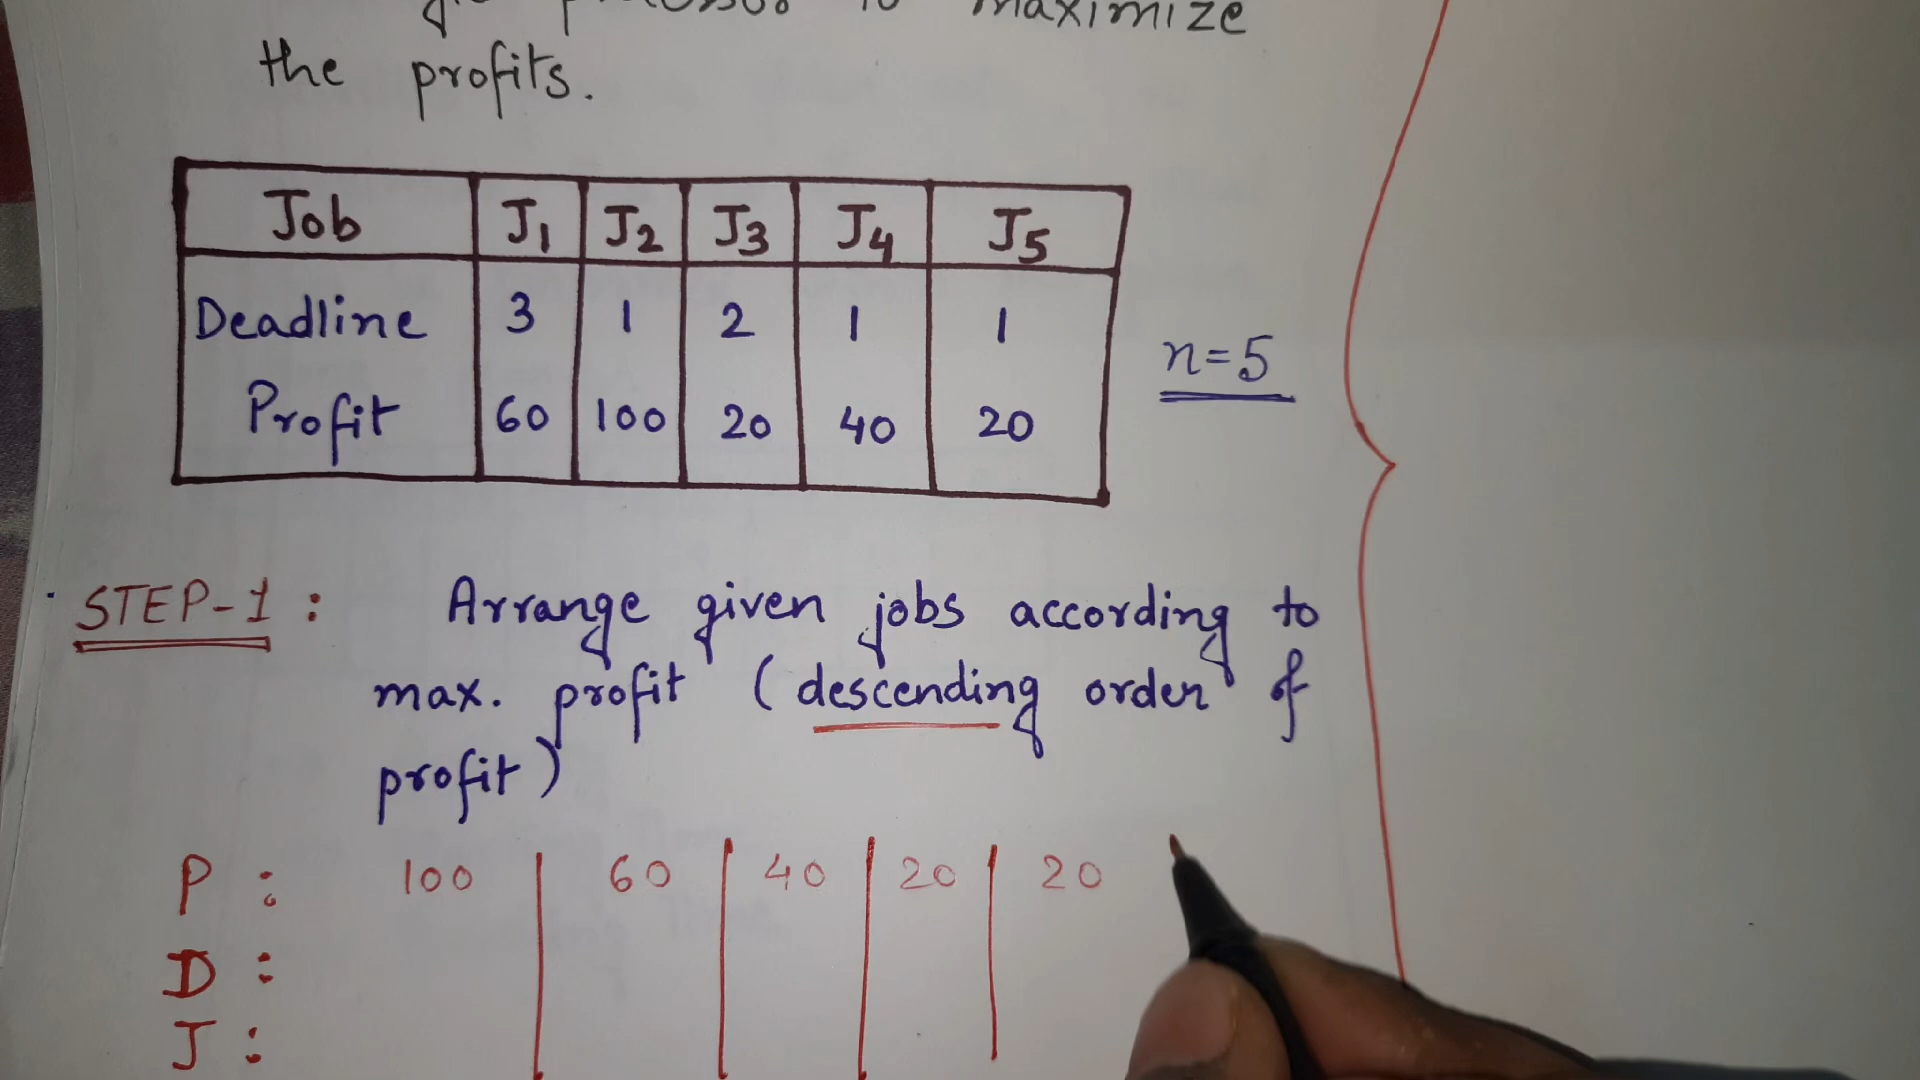 to maximize
the profits.
Job J1 J2 J3 J4 J5
Deadline 3 1 2 1 1
Profit 60 100 20 40 20
n=5
STEP-1 : Arrange given jobs according to
max. profit (descending order of
profit)
P : 100 60 40 20 20
D :
J :